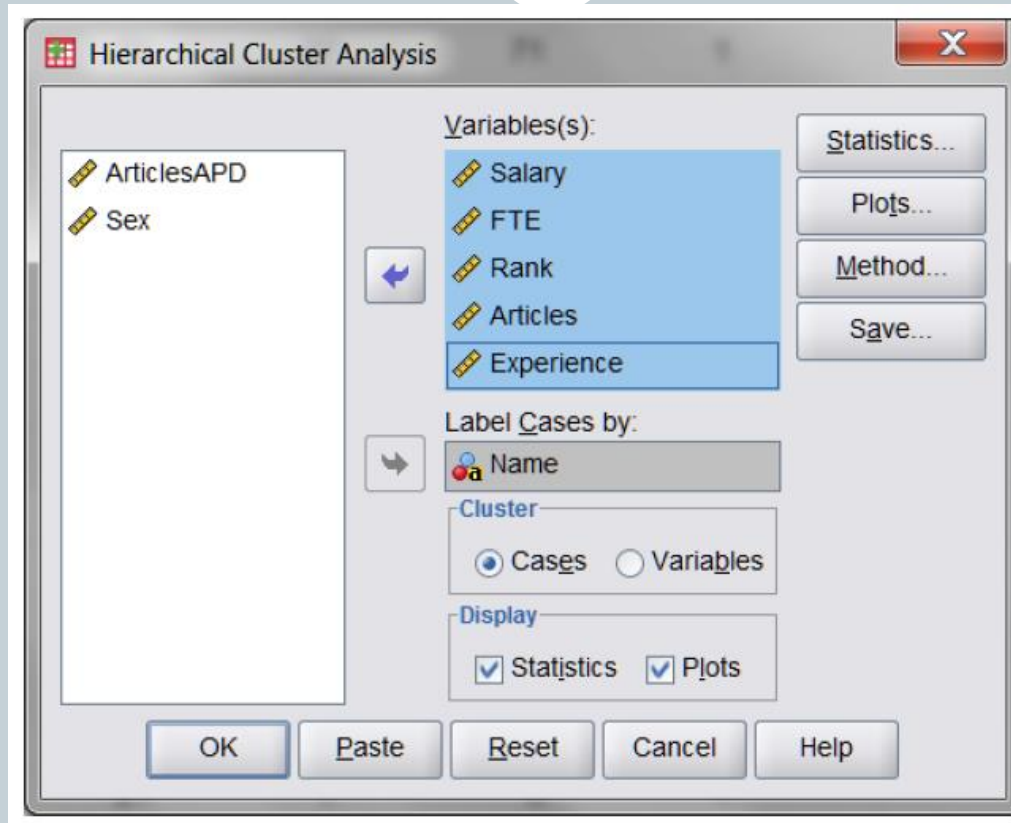 Hierarchical Cluster Analysis
ArticlesAPD
Sex
Variables(s):
Salary
FTE
Rank
Articles
Experience
Label Cases by:
a Name
Cluster
Cases Variables
Display
Statistics Plots
Statistics...
Plots...
Method...
Save...
OK Paste Reset Cancel Help